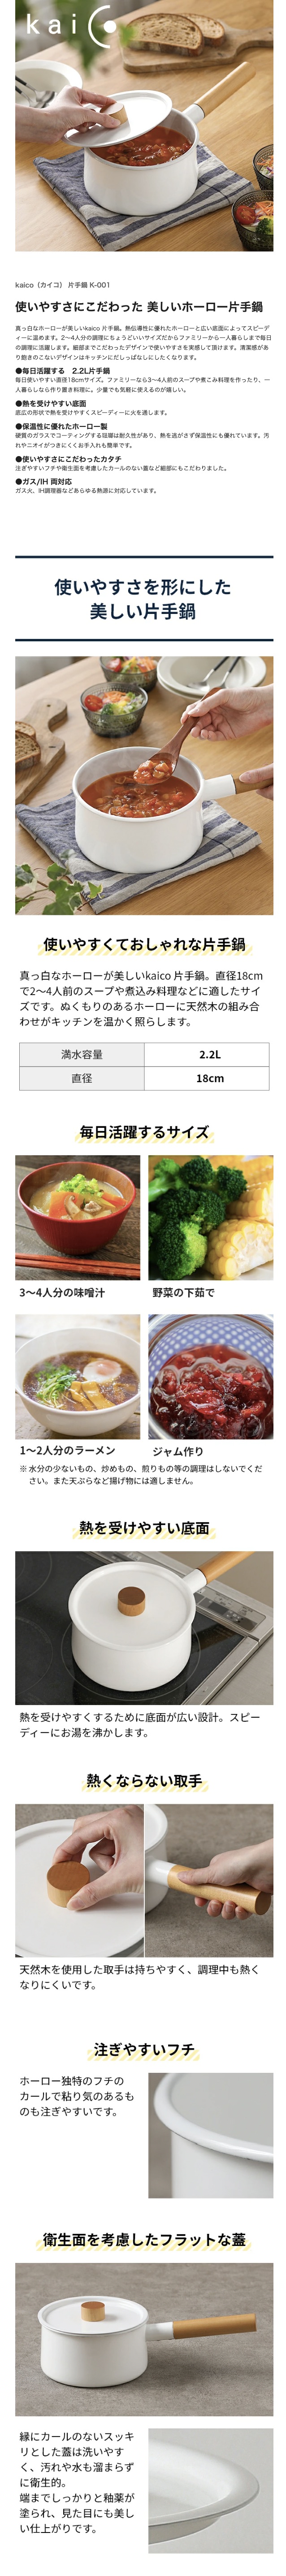 kaico
kaico（カイコ） 片手鍋 K-001
使いやすさにこだわった 美しいホーロー片手鍋
真っ白なホーローが美しいkaico 片手鍋。熱伝導性に優れたホーローと広い底面によってスピーデ
ィーに温めます。2〜4人分の調理にもちょうどいいサイズだからファミリーから一人暮らしまで毎日
の調理に活躍します。細部までこだわったデザインで使いやすさを実感して頂けます。清潔感があ
り飽きのこないデザインはキッチンにだしっぱなしにしたくなります。
●毎日活躍する 2.2L片手鍋
毎日使いやすい直径18cmサイズ。ファミリーなら3〜4人前のスープや煮こみ料理を作ったり、一
人暮らしなら作り置き料理に。少量でも気軽に使えるのが嬉しい。
●熱を受けやすい底面
底広の形状で熱を受けやすくスピーディーに火を通します。
●保温性に優れたホーロー製
硬質のガラスでコーティングする琺瑯は耐久性があり、熱を逃がさず保温性にも優れています。汚
れやニオイがつきにくくお手入れも簡単です。
●使いやすさにこだわったカタチ
注ぎやすいフチや衛生面を考慮したカールのない蓋など細部にもこだわりました。
●ガス/IH 両対応
ガス火、IH調理器などあらゆる熱源に対応しています。
使いやすさを形にした
美しい片手鍋
使いやすくておしゃれな片手鍋
真っ白なホーローが美しいkaico 片手鍋。直径18cm
で2〜4人前のスープや煮込み料理などに適したサイ
ズです。ぬくもりのあるホーローに天然木の組み合
わせがキッチンを温かく照らします。
満水容量 2.2L
直径 18cm
毎日活躍するサイズ
3〜4人分の味噌汁 野菜の下茹で
1〜2人分のラーメン ジャム作り
※水分の少ないもの、炒めもの、煎りもの等の調理はしないでくだ
さい。また天ぷらなど揚げ物には適しません。
熱を受けやすい底面
熱を受けやすくするために底面が広い設計。スピー
ディーにお湯を沸かします。
熱くならない取手
天然木を使用した取手は持ちやすく、調理中も熱く
なりにくいです。
注ぎやすいフチ
ホーロー独特のフチの
カールで粘り気のあるも
のも注ぎやすいです。
衛生面を考慮したフラットな蓋
縁にカールのないスッキ
リとした蓋は洗いやす
く、汚れや水も溜まらず
に衛生的。
端までしっかりと釉薬が
塗られ、見た目にも美し
い仕上がりです。